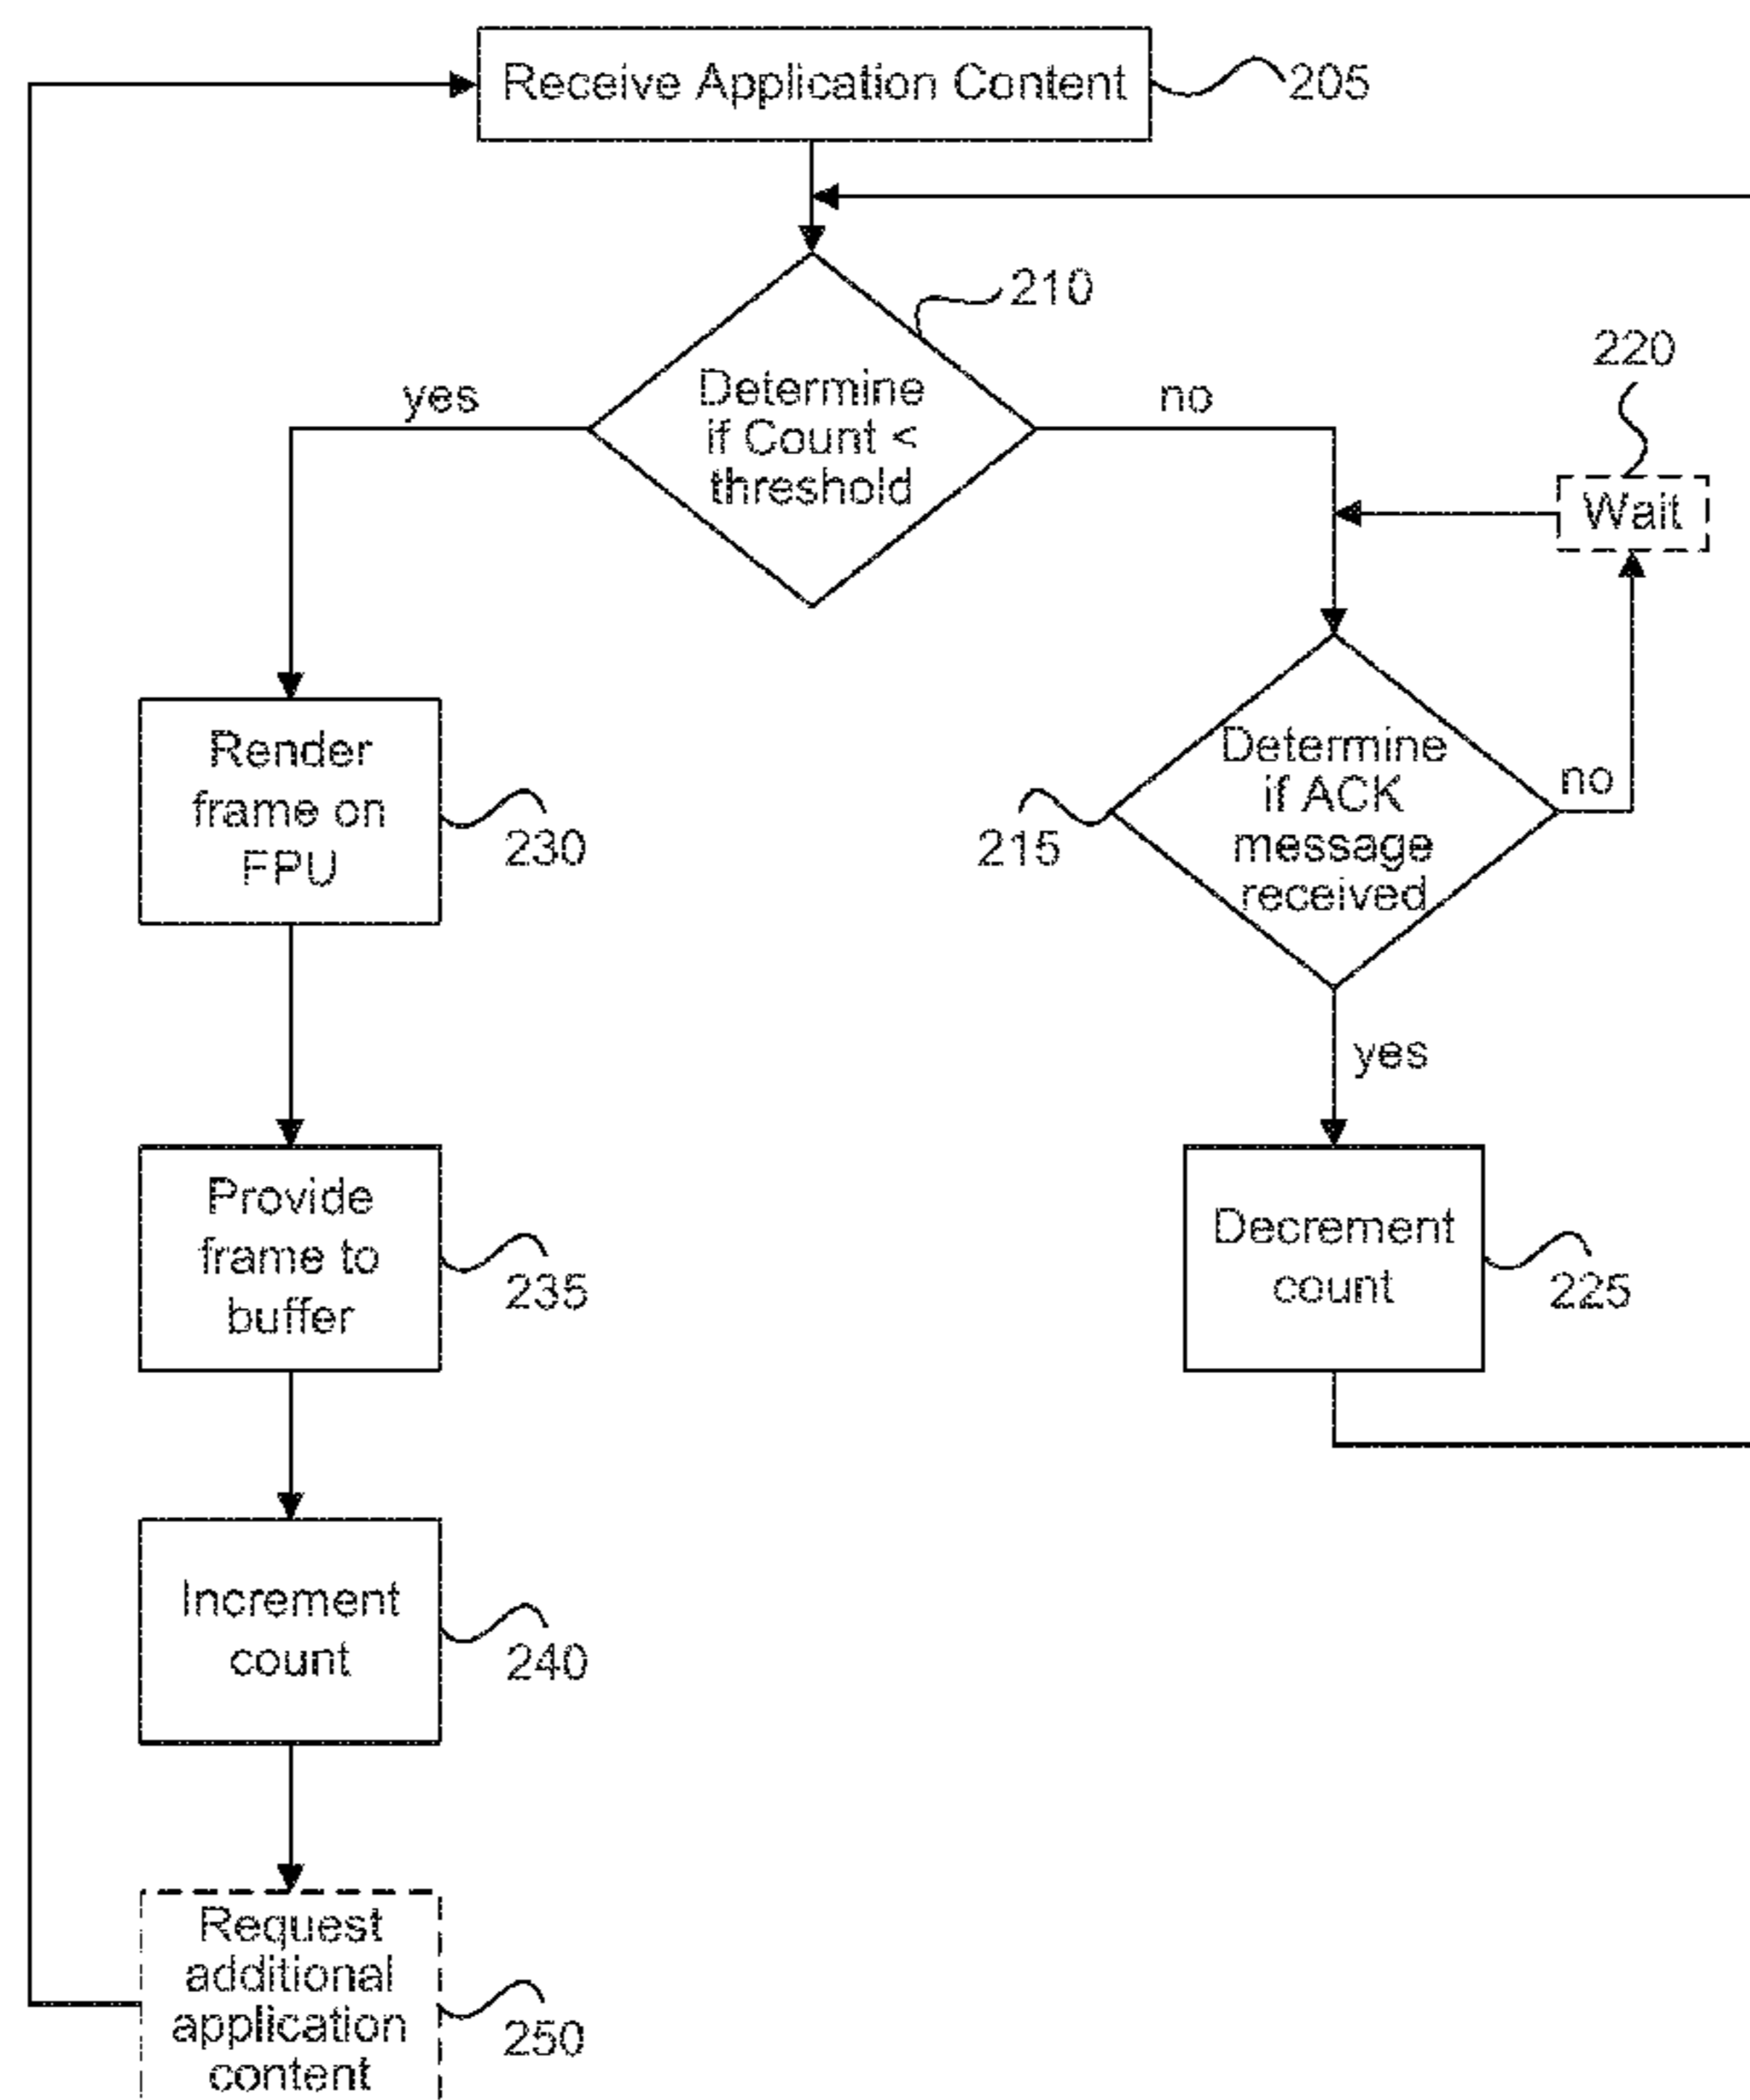 Receive Application Content
205
210
Determine
if Count <
threshold
yes
no
220
Wait
Render
frame on
FPU
230
Determine
if ACK
message
received
215
no
yes
Provide
frame to
buffer
235
Decrement
count
225
Increment
count
240
Request
additional
application
content
250